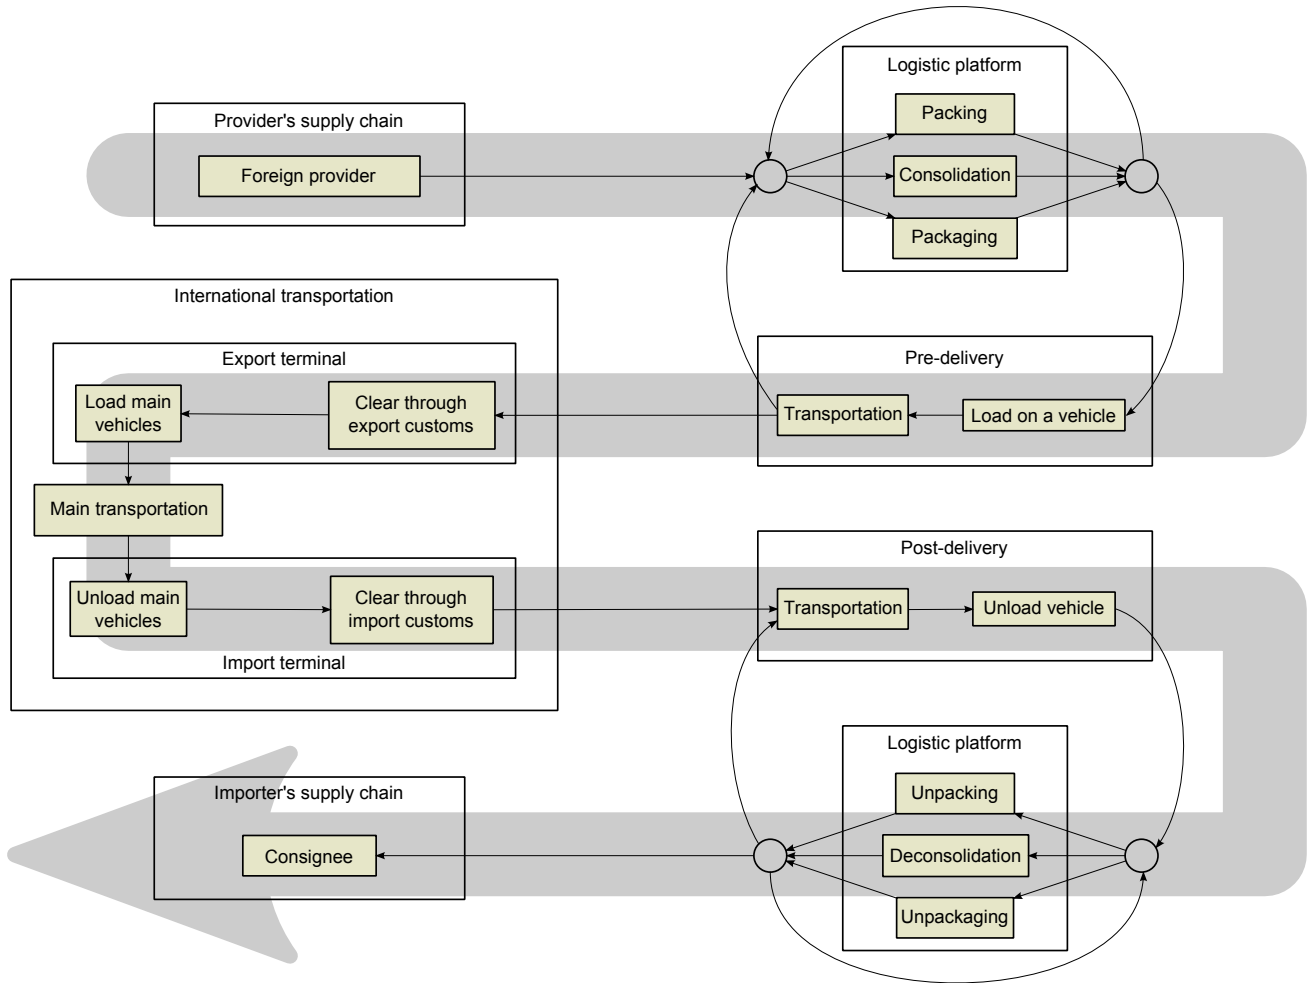 Logistic platform
Packing
Consolidation
Packaging
Provider's supply chain
Foreign provider
International transportation
Export terminal
Load main
vehicles
Clear through
export customs
Pre-delivery
Transportation
Load on a vehicle
Main transportation
Unload main
vehicles
Clear through
import customs
Import terminal
Post-delivery
Transportation
Unload vehicle
Logistic platform
Unpacking
Deconsolidation
Unpackaging
Importer's supply chain
Consignee